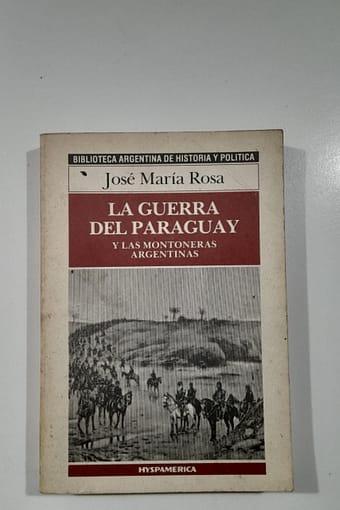 BIBLIOTECA ARGENTINA DE HISTORIA Y POLITICA
José María Rosa
LA GUERRA
DEL PARAGUAY
Y LAS MONTONERAS
ARGENTINAS
HYSPAMERICA